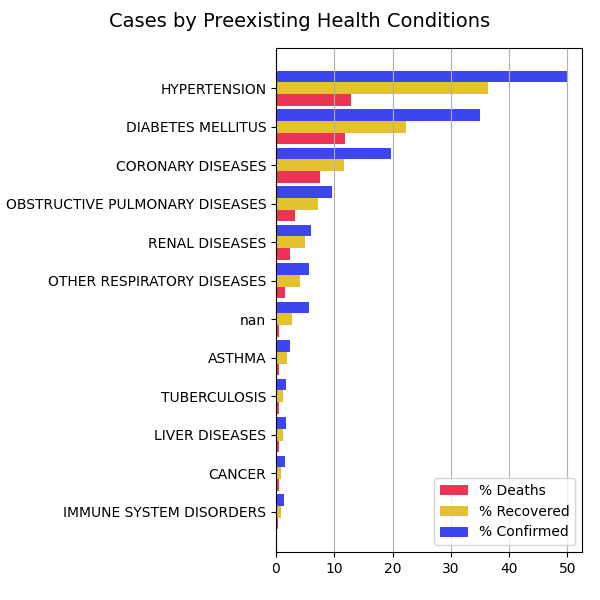 Cases by Preexisting Health Conditions
HYPERTENSION
DIABETES MELLITUS
CORONARY DISEASES
OBSTRUCTIVE PULMONARY DISEASES
RENAL DISEASES
OTHER RESPIRATORY DISEASES
nan
ASTHMA
TUBERCULOSIS
LIVER DISEASES
CANCER
IMMUNE SYSTEM DISORDERS
% Deaths
% Recovered
% Confirmed
0 10 20 30 40 50